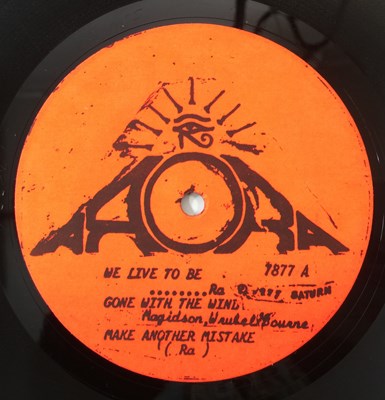 RA
WE LIVE TO BE 7877 A
........Ra ℗ 1977 SATURN
GONE WITH THE WIND
Magidson, Wrubel, Bourne
MAKE ANOTHER MISTAKE
( Ra )